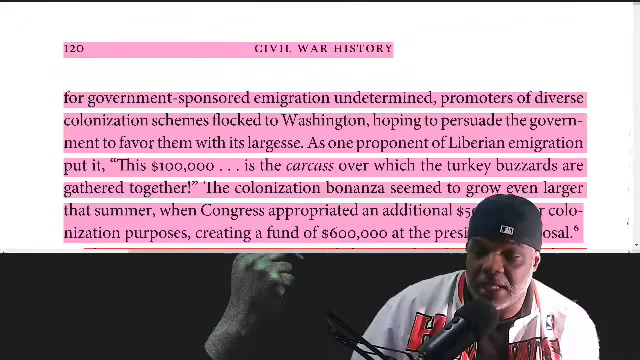 120 CIVIL WAR HISTORY
for government-sponsored emigration undetermined, promoters of diverse
colonization schemes flocked to Washington, hoping to persuade the govern-
ment to favor them with its largesse. As one proponent of Liberian emigration
put it, “This $100,000 . . . is the carcass over which the turkey buzzards are
gathered together!” The colonization bonanza seemed to grow even larger
that summer, when Congress appropriated an additional colo-
nization purposes, creating a fund of $600,000 at the 6